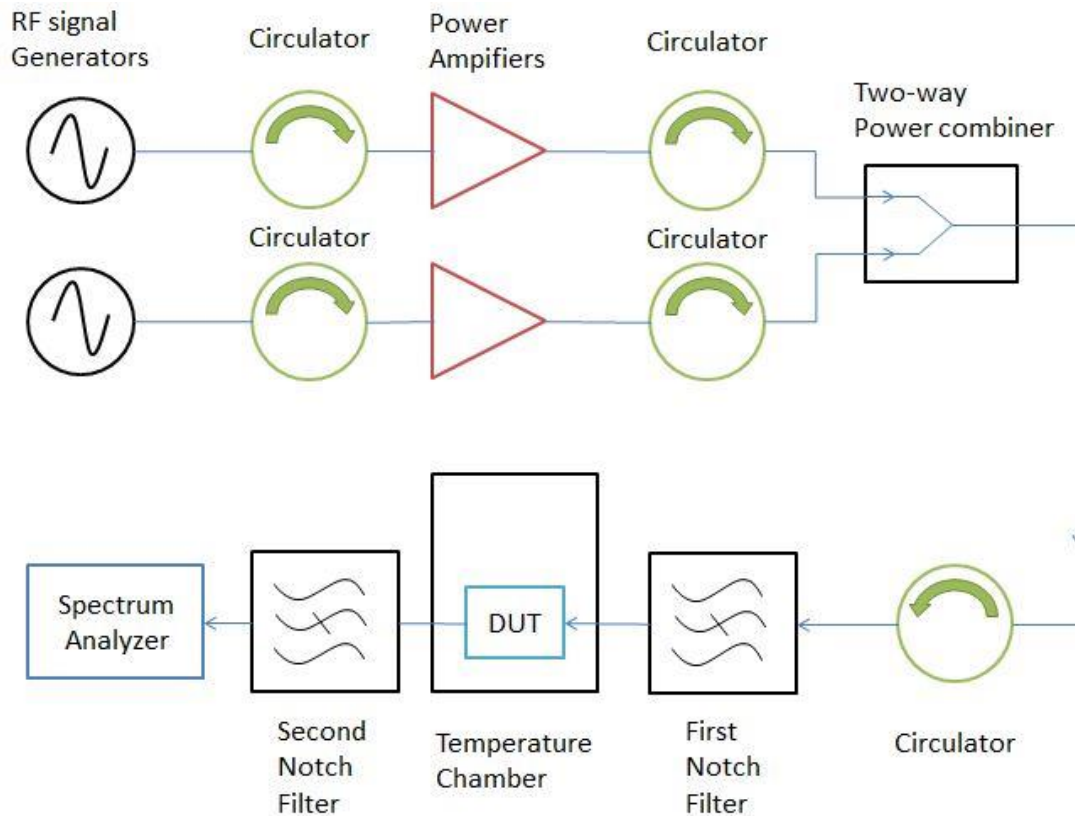 RF signal
Generators
Circulator
Power
Ampifiers
Circulator
Two-way
Power combiner
Circulator
Circulator
Spectrum
Analyzer
DUT
Second
Notch
Filter
Temperature
Chamber
First
Notch
Filter
Circulator